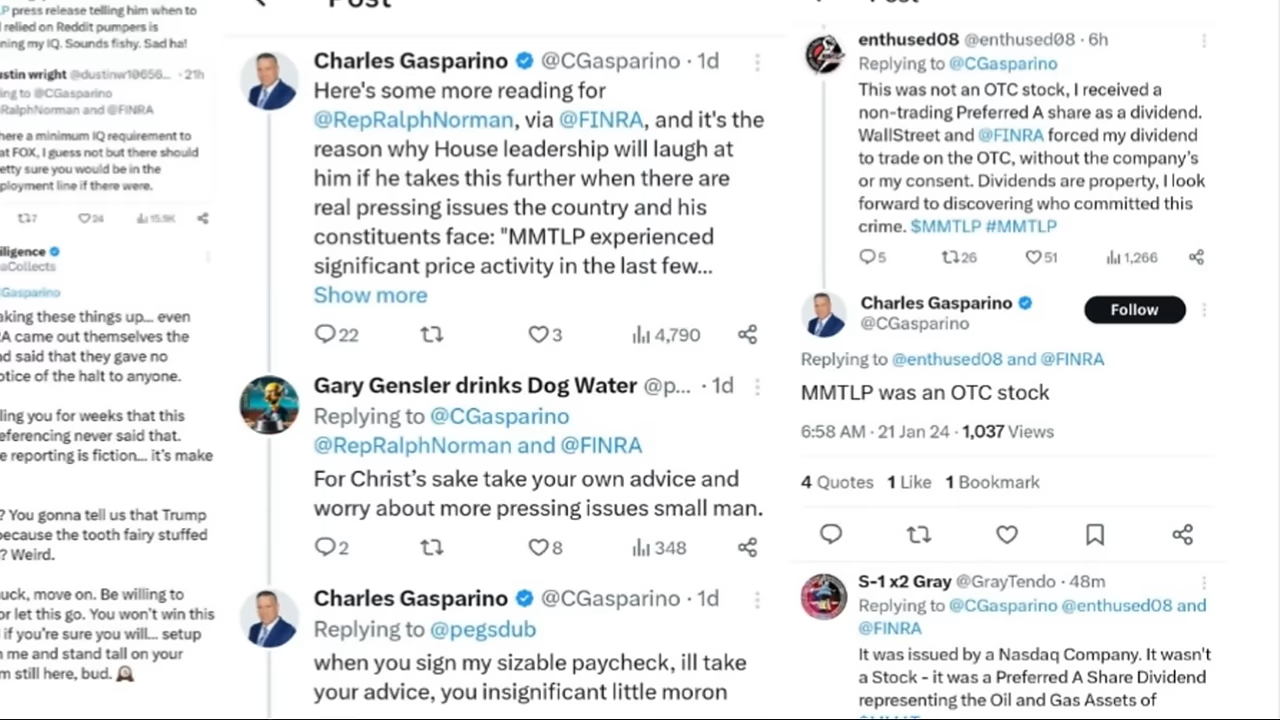 P press release telling him when to
relied on Reddit pumpers is
ning my IQ. Sounds fishy. Sad ha!
stin wright @dustinw10656... · 21h
ing to @CGasparino
RalphNorman and @FINRA
here a minimum IQ requirement to
at FOX, I guess not but there should
etty sure you would be in the
ployment line if there were.
7 24 15.9K
lligence
aCollects
Gasparino
aking these things up... even
A came out themselves the
d said that they gave no
otice of the halt to anyone.
lling you for weeks that this
eferencing never said that.
e reporting is fiction... it's make
? You gonna tell us that Trump
because the tooth fairy stuffed
? Weird.
uck, move on. Be willing to
or let this go. You won't win this
if you're sure you will... setup
me and stand tall on your
m still here, bud.
Post
Charles Gasparino @CGasparino · 1d
Here's some more reading for
@RepRalphNorman, via @FINRA, and it's the
reason why House leadership will laugh at
him if he takes this further when there are
real pressing issues the country and his
constituents face: "MMTLP experienced
significant price activity in the last few...
Show more
22 3 4,790
Gary Gensler drinks Dog Water @p... · 1d
Replying to @CGasparino
@RepRalphNorman and @FINRA
For Christ's sake take your own advice and
worry about more pressing issues small man.
2 8 348
Charles Gasparino @CGasparino · 1d
Replying to @pegsdub
when you sign my sizable paycheck, ill take
your advice, you insignificant little moron
Post
enthused08 @enthused08 · 6h
Replying to @CGasparino
This was not an OTC stock, I received a
non-trading Preferred A share as a dividend.
WallStreet and @FINRA forced my dividend
to trade on the OTC, without the company's
or my consent. Dividends are property, I look
forward to discovering who committed this
crime. $MMTLP #MMTLP
5 26 51 1,266
Charles Gasparino
@CGasparino
Follow
Replying to @enthused08 and @FINRA
MMTLP was an OTC stock
6:58 AM · 21 Jan 24 · 1,037 Views
4 Quotes 1 Like 1 Bookmark
S-1 x2 Gray @GrayTendo · 48m
Replying to @CGasparino @enthused08 and
@FINRA
It was issued by a Nasdaq Company. It wasn't
a Stock - it was a Preferred A Share Dividend
representing the Oil and Gas Assets of